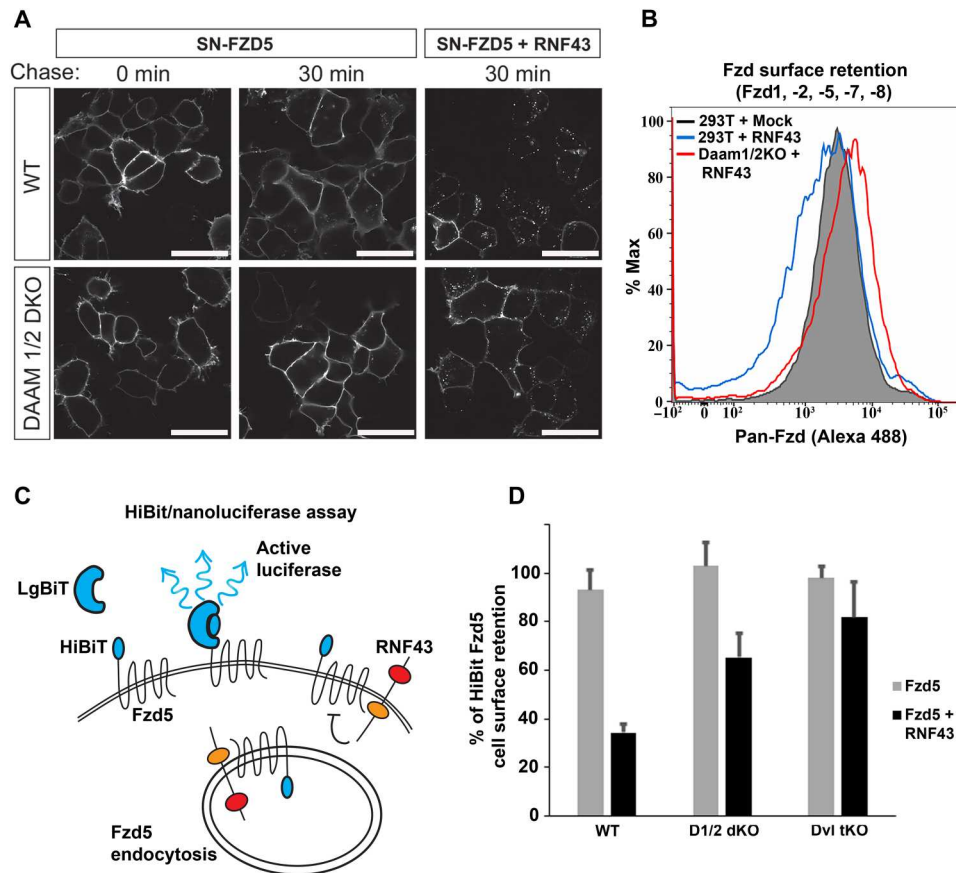 A
SN-FZD5
SN-FZD5 + RNF43
Chase:
0 min
30 min
30 min
WT
DAAM 1/2 DKO
B
Fzd surface retention
(Fzd1, -2, -5, -7, -8)
293T + Mock
293T + RNF43
Daam1/2KO +
RNF43
% Max
100
80
60
40
20
0
–10²
0
10²
10³
10⁴
10⁵
Pan-Fzd (Alexa 488)
C
HiBit/nanoluciferase assay
Active
luciferase
LgBiT
HiBiT
RNF43
Fzd5
Fzd5
endocytosis
D
% of HiBit Fzd5
cell surface retention
100
80
60
40
20
0
WT
D1/2 dKO
Dvl tKO
Fzd5
Fzd5 +
RNF43